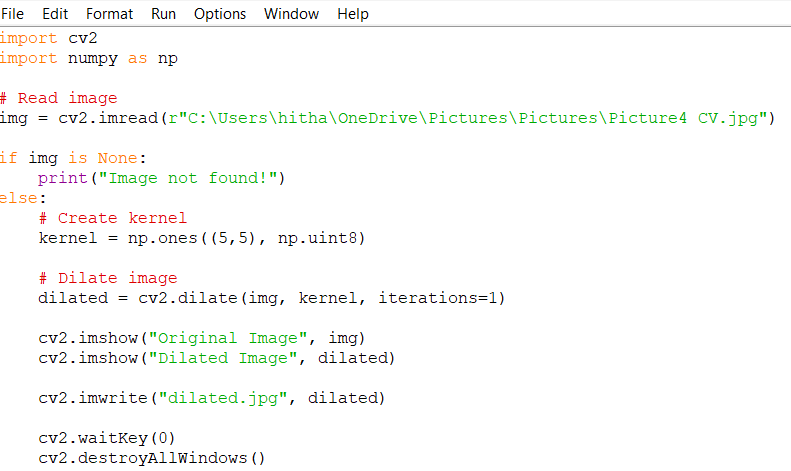 File Edit Format Run Options Window Help
import cv2
import numpy as np
# Read image
img = cv2.imread(r"C:\Users\hitha\OneDrive\Pictures\Pictures\Picture4 CV.jpg")
if img is None:
    print("Image not found!")
else:
    # Create kernel
    kernel = np.ones((5,5), np.uint8)
    # Dilate image
    dilated = cv2.dilate(img, kernel, iterations=1)
    cv2.imshow("Original Image", img)
    cv2.imshow("Dilated Image", dilated)
    cv2.imwrite("dilated.jpg", dilated)
    cv2.waitKey(0)
    cv2.destroyAllWindows()